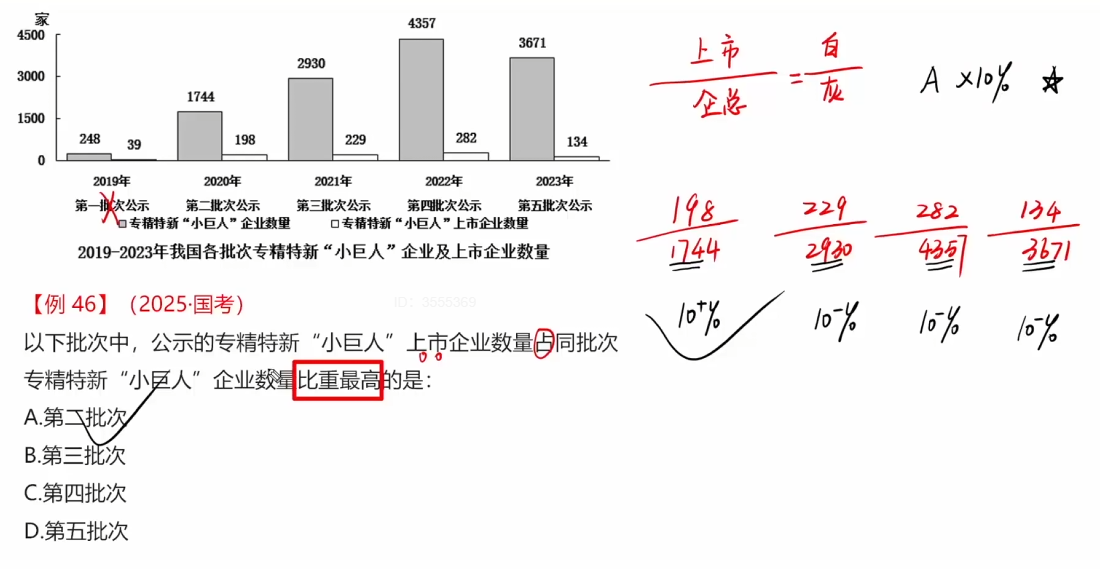 家
4500
3000
1500
0
248 39
1744 198
2930 229
4357 282
3671 134
2019年 2020年 2021年 2022年 2023年
第一批次公示 第二批次公示 第三批次公示 第四批次公示 第五批次公示
专精特新“小巨人”企业数量 专精特新“小巨人”上市企业数量
2019-2023年我国各批次专精特新“小巨人”企业及上市企业数量
上市/企总=白/灰 A×10%
198/1744 229/2930 282/4357 134/3671
10⁺% 10⁻% 10⁻% 10⁻%
【例 46】（2025·国考）
ID：3555369
以下批次中，公示的专精特新“小巨人”上市企业数量占同批次
专精特新“小巨人”企业数量比重最高的是：
A.第二批次
B.第三批次
C.第四批次
D.第五批次